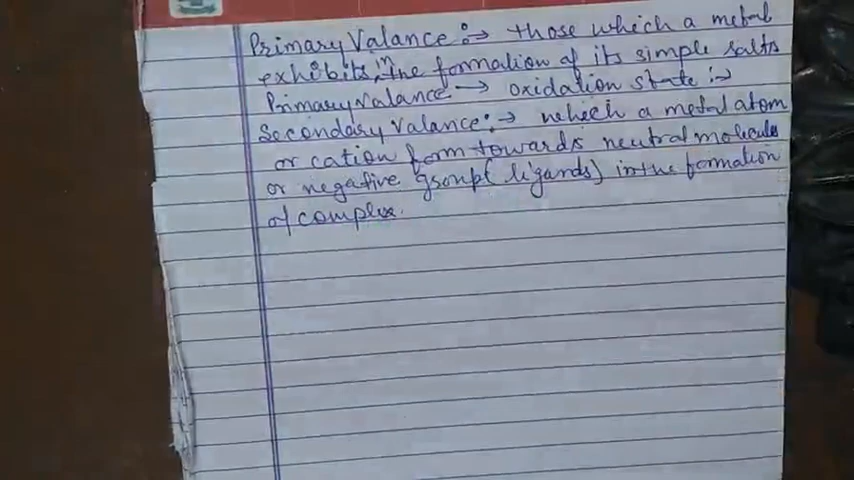 Primary Valance :→ those which a metal
exhibits, in the formation of its simple salts
Primary Valance → oxidation state :→
Secondary Valance :→ which a metal atom
or cation form towards neutral molecules
or negative group (ligands) in the formation
of complex.